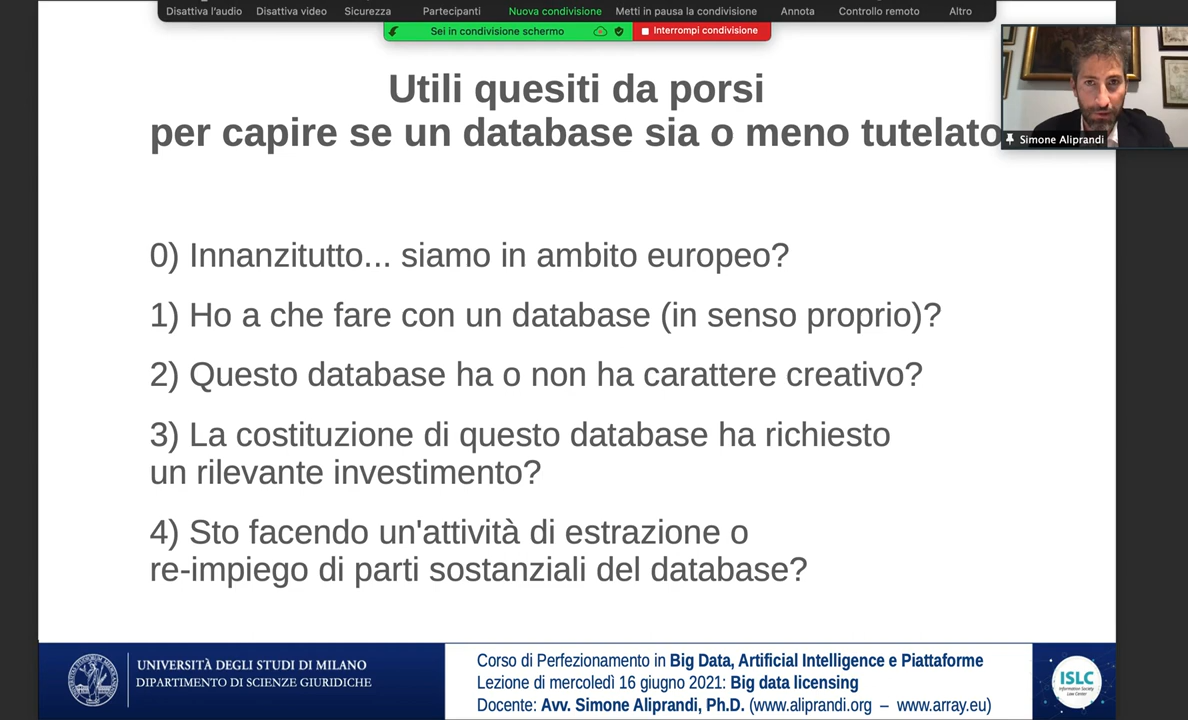 Disattiva l'audio Disattiva video Sicurezza Partecipanti Nuova condivisione Metti in pausa la condivisione Annota Controllo remoto Altro
Sei in condivisione schermo Interrompi condivisione
Utili quesiti da porsi
per capire se un database sia o meno tutelato
Simone Aliprandi
0) Innanzitutto... siamo in ambito europeo?
1) Ho a che fare con un database (in senso proprio)?
2) Questo database ha o non ha carattere creativo?
3) La costituzione di questo database ha richiesto
un rilevante investimento?
4) Sto facendo un'attività di estrazione o
re-impiego di parti sostanziali del database?
UNIVERSITÀ DEGLI STUDI DI MILANO
DIPARTIMENTO DI SCIENZE GIURIDICHE
Corso di Perfezionamento in Big Data, Artificial Intelligence e Piattaforme
Lezione di mercoledì 16 giugno 2021: Big data licensing
Docente: Avv. Simone Aliprandi, Ph.D. (www.aliprandi.org – www.array.eu)
ISLC
Information Society
Law Center